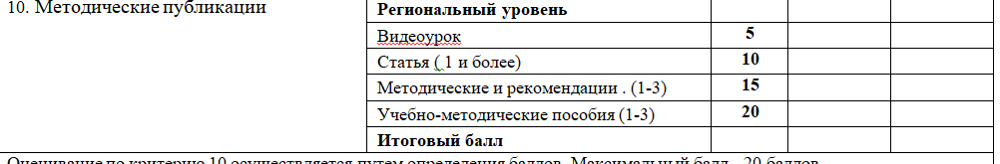 10. Методические публикации
Региональный уровень
Видеоурок 5
Статья ( 1 и более) 10
Методические и рекомендации . (1-3) 15
Учебно-методические пособия (1-3) 20
Итоговый балл
Оценивание по критерию 10 осуществляется путем определения баллов. Максимальный балл - 20 баллов